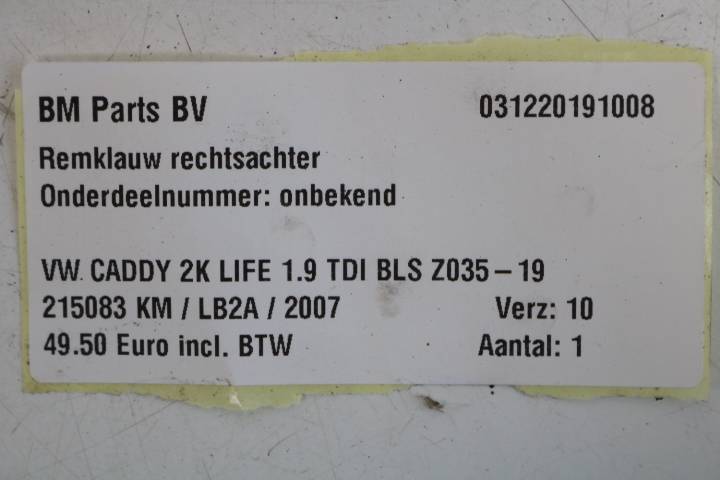 BM Parts BV 031220191008
Remklauw rechtsachter
Onderdeelnummer: onbekend
VW CADDY 2K LIFE 1.9 TDI BLS Z035-19
215083 KM / LB2A / 2007 Verz: 10
49.50 Euro incl. BTW Aantal: 1